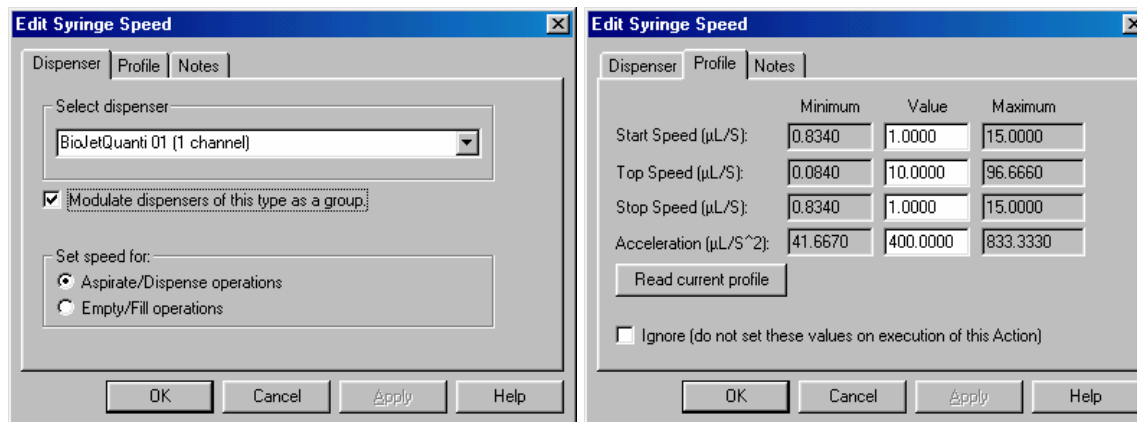 Edit Syringe Speed
Dispenser Profile Notes
Select dispenser
BioJetQuanti 01 (1 channel)
Modulate dispensers of this type as a group.
Set speed for:
Aspirate/Dispense operations
Empty/Fill operations
OK Cancel Apply Help
Edit Syringe Speed
Dispenser Profile Notes
Minimum Value Maximum
Start Speed (µL/S): 0.8340 1.0000 15.0000
Top Speed (µL/S): 0.0840 10.0000 96.6660
Stop Speed (µL/S): 0.8340 1.0000 15.0000
Acceleration (µL/S^2): 41.6670 400.0000 833.3330
Read current profile
Ignore (do not set these values on execution of this Action)
OK Cancel Apply Help